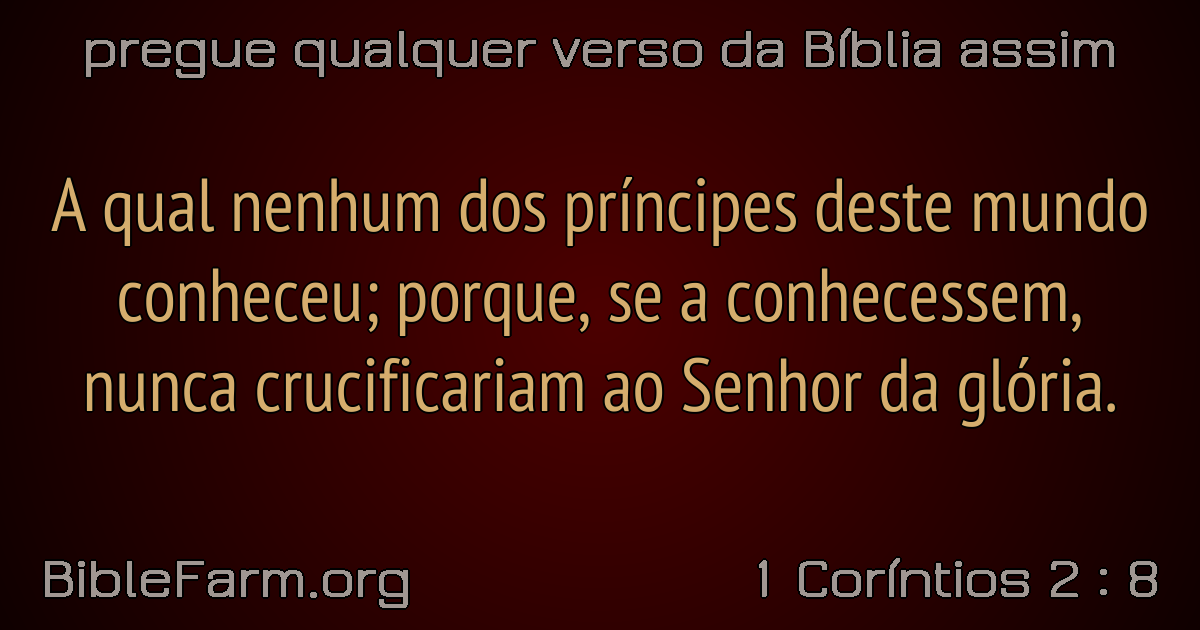 pregue qualquer verso da Bíblia assim
A qual nenhum dos príncipes deste mundo
conheceu; porque, se a conhecessem,
nunca crucificariam ao Senhor da glória.
BibleFarm.org
1 Coríntios 2 : 8